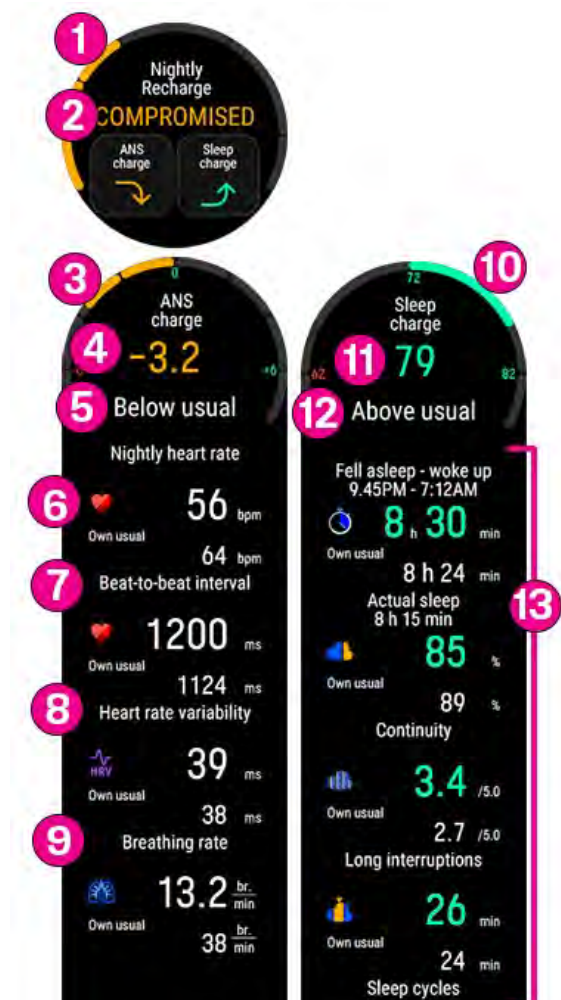 1
Nightly
Recharge
2
COMPROMISED
ANS
charge
Sleep
charge
3
0
ANS
charge
4
-3.2
+6
5
Below usual
Nightly heart rate
6
56 bpm
Own usual
64 bpm
7
Beat-to-beat interval
1200 ms
Own usual
1124 ms
8
Heart rate variability
HRV
39 ms
Own usual
38 ms
9
Breathing rate
13.2 br. min
Own usual
38 br. min
10
72
Sleep
charge
11
79
62
82
12
Above usual
13
Fell asleep - woke up
9.45PM - 7:12AM
8 h 30 min
Own usual
8 h 24 min
Actual sleep
8 h 15 min
85 %
Own usual
89 %
Continuity
3.4 /5.0
Own usual
2.7 /5.0
Long interruptions
26 min
Own usual
24 min
Sleep cycles